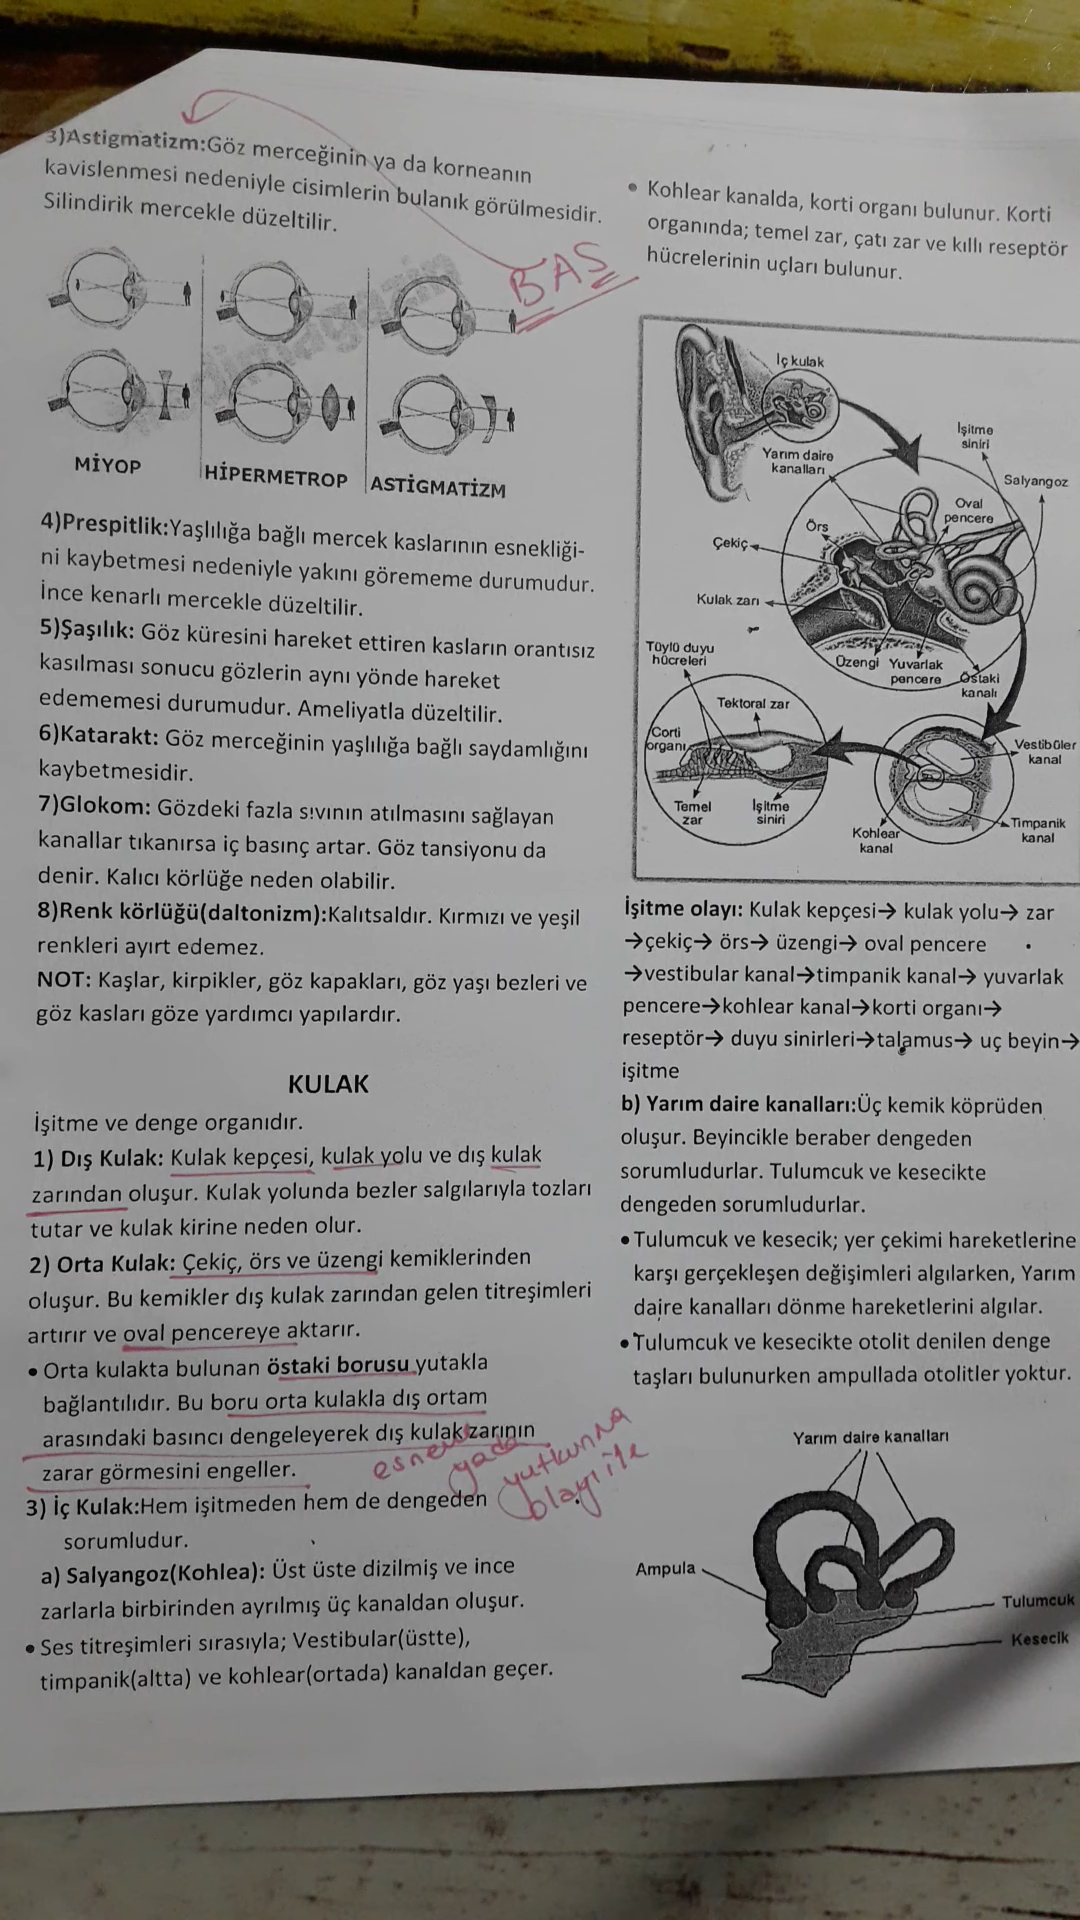 3)Astigmatizm:Göz merceğinin ya da korneanın
kavislenmesi nedeniyle cisimlerin bulanık görülmesidir.
Silindirik mercekle düzeltilir.
BAS
MİYOP
HİPERMETROP
ASTİGMATİZM
4)Prespitlik:Yaşlılığa bağlı mercek kaslarının esnekliği-
ni kaybetmesi nedeniyle yakını görememe durumudur.
İnce kenarlı mercekle düzeltilir.
5)Şaşılık: Göz küresini hareket ettiren kasların orantısız
kasılması sonucu gözlerin aynı yönde hareket
edememesi durumudur. Ameliyatla düzeltilir.
6)Katarakt: Göz merceğinin yaşlılığa bağlı saydamlığını
kaybetmesidir.
7)Glokom: Gözdeki fazla sıvının atılmasını sağlayan
kanallar tıkanırsa iç basınç artar. Göz tansiyonu da
denir. Kalıcı körlüğe neden olabilir.
8)Renk körlüğü(daltonizm):Kalıtsaldır. Kırmızı ve yeşil
renkleri ayırt edemez.
NOT: Kaşlar, kirpikler, göz kapakları, göz yaşı bezleri ve
göz kasları göze yardımcı yapılardır.
KULAK
İşitme ve denge organıdır.
1) Dış Kulak: Kulak kepçesi, kulak yolu ve dış kulak
zarından oluşur. Kulak yolunda bezler salgılarıyla tozları
tutar ve kulak kirine neden olur.
2) Orta Kulak: Çekiç, örs ve üzengi kemiklerinden
oluşur. Bu kemikler dış kulak zarından gelen titreşimleri
artırır ve oval pencereye aktarır.
• Orta kulakta bulunan östaki borusu yutakla
bağlantılıdır. Bu boru orta kulakla dış ortam
arasındaki basıncı dengeleyerek dış kulak zarının
zarar görmesini engeller.
esneme yada yutkunma olayı ile
3) İç Kulak:Hem işitmeden hem de dengeden
sorumludur.
a) Salyangoz(Kohlea): Üst üste dizilmiş ve ince
zarlarla birbirinden ayrılmış üç kanaldan oluşur.
• Ses titreşimleri sırasıyla; Vestibular(üstte),
timpanik(altta) ve kohlear(ortada) kanaldan geçer.
• Kohlear kanalda, korti organı bulunur. Korti
organında; temel zar, çatı zar ve kıllı reseptör
hücrelerinin uçları bulunur.
İç kulak
Yarım daire
kanalları
İşitme
siniri
Salyangoz
Oval
pencere
Örs
Çekiç
Kulak zarı
Üzengi
Yuvarlak
pencere
Östaki
kanalı
Tüylü duyu
hücreleri
Tektoral zar
Corti
organı
Temel
zar
İşitme
siniri
Vestibüler
kanal
Kohlear
kanal
Timpanik
kanal
İşitme olayı: Kulak kepçesi→ kulak yolu→ zar
→çekiç→ örs→ üzengi→ oval pencere
→vestibular kanal→timpanik kanal→ yuvarlak
pencere→kohlear kanal→korti organı→
reseptör→ duyu sinirleri→talamus→ uç beyin→
işitme
b) Yarım daire kanalları:Üç kemik köprüden
oluşur. Beyincikle beraber dengeden
sorumludurlar. Tulumcuk ve kesecikte
dengeden sorumludurlar.
• Tulumcuk ve kesecik; yer çekimi hareketlerine
karşı gerçekleşen değişimleri algılarken, Yarım
daire kanalları dönme hareketlerini algılar.
• Tulumcuk ve kesecikte otolit denilen denge
taşları bulunurken ampullada otolitler yoktur.
Yarım daire kanalları
Ampula
Tulumcuk
Kesecik